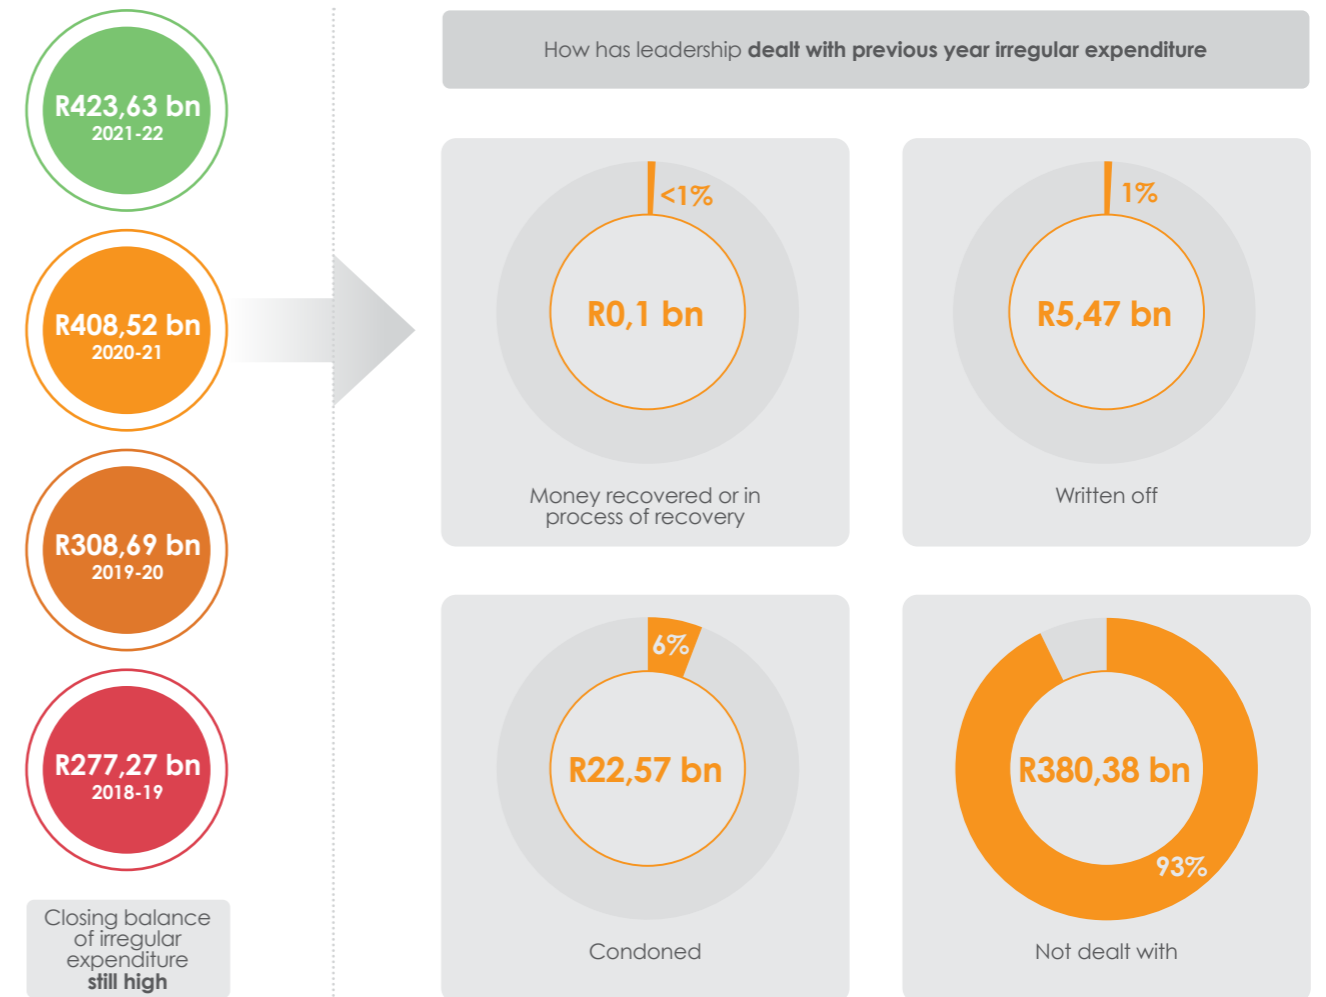 R423,63 bn
2021-22
R408,52 bn
2020-21
R308,69 bn
2019-20
R277,27 bn
2018-19
Closing balance
of irregular
expenditure
still high
How has leadership dealt with previous year irregular expenditure
<1%
R0,1 bn
Money recovered or in
process of recovery
1%
R5,47 bn
Written off
6%
R22,57 bn
Condoned
R380,38 bn
93%
Not dealt with